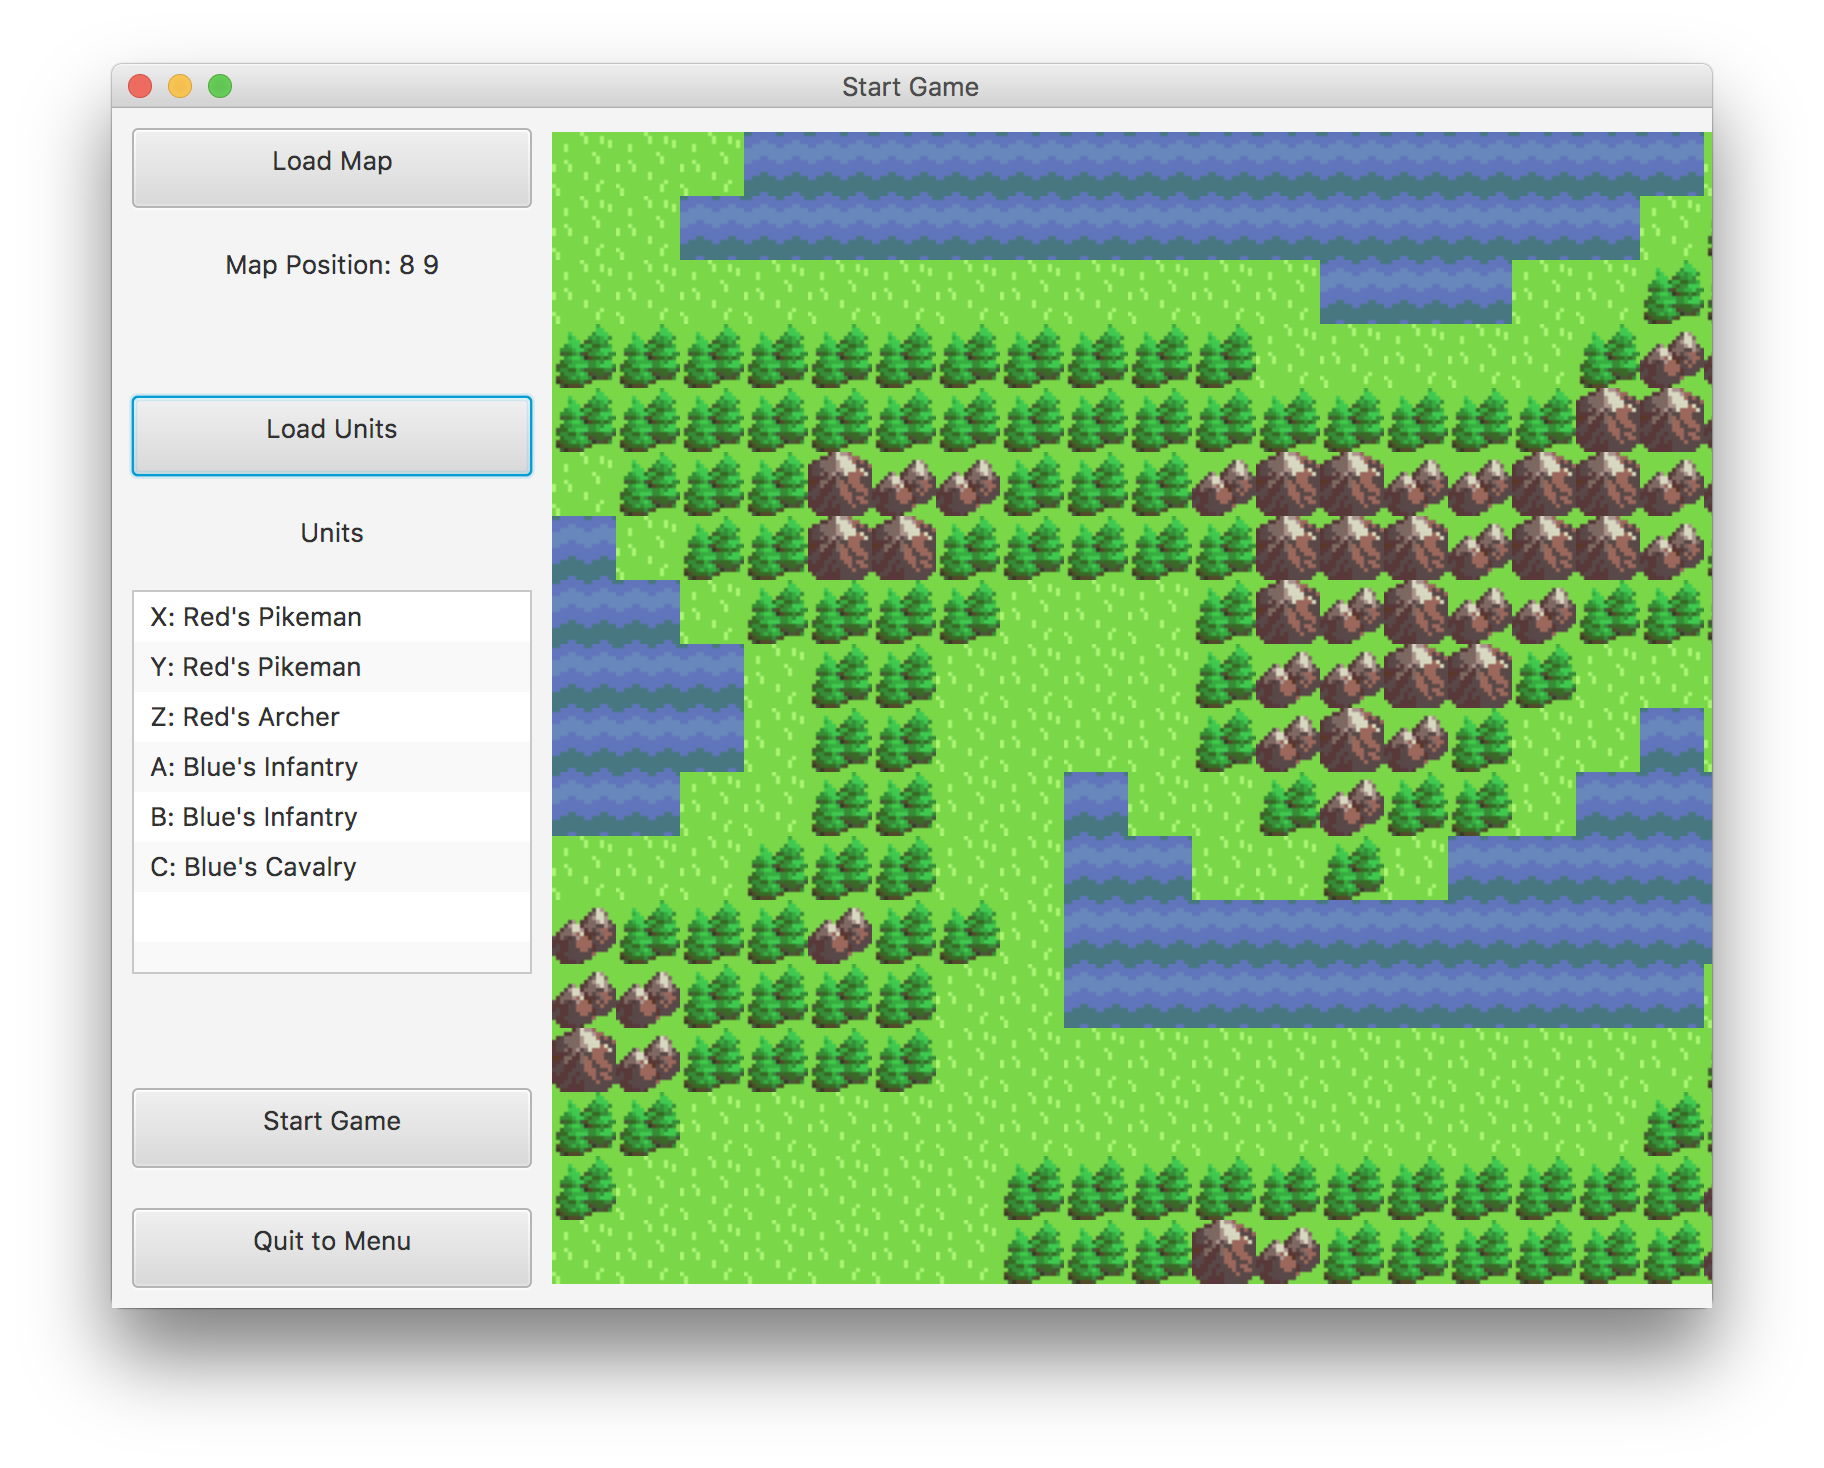 Start Game
Load Map
Map Position: 8 9
Load Units
Units
X: Red's Pikeman
Y: Red's Pikeman
Z: Red's Archer
A: Blue's Infantry
B: Blue's Infantry
C: Blue's Cavalry
Start Game
Quit to Menu